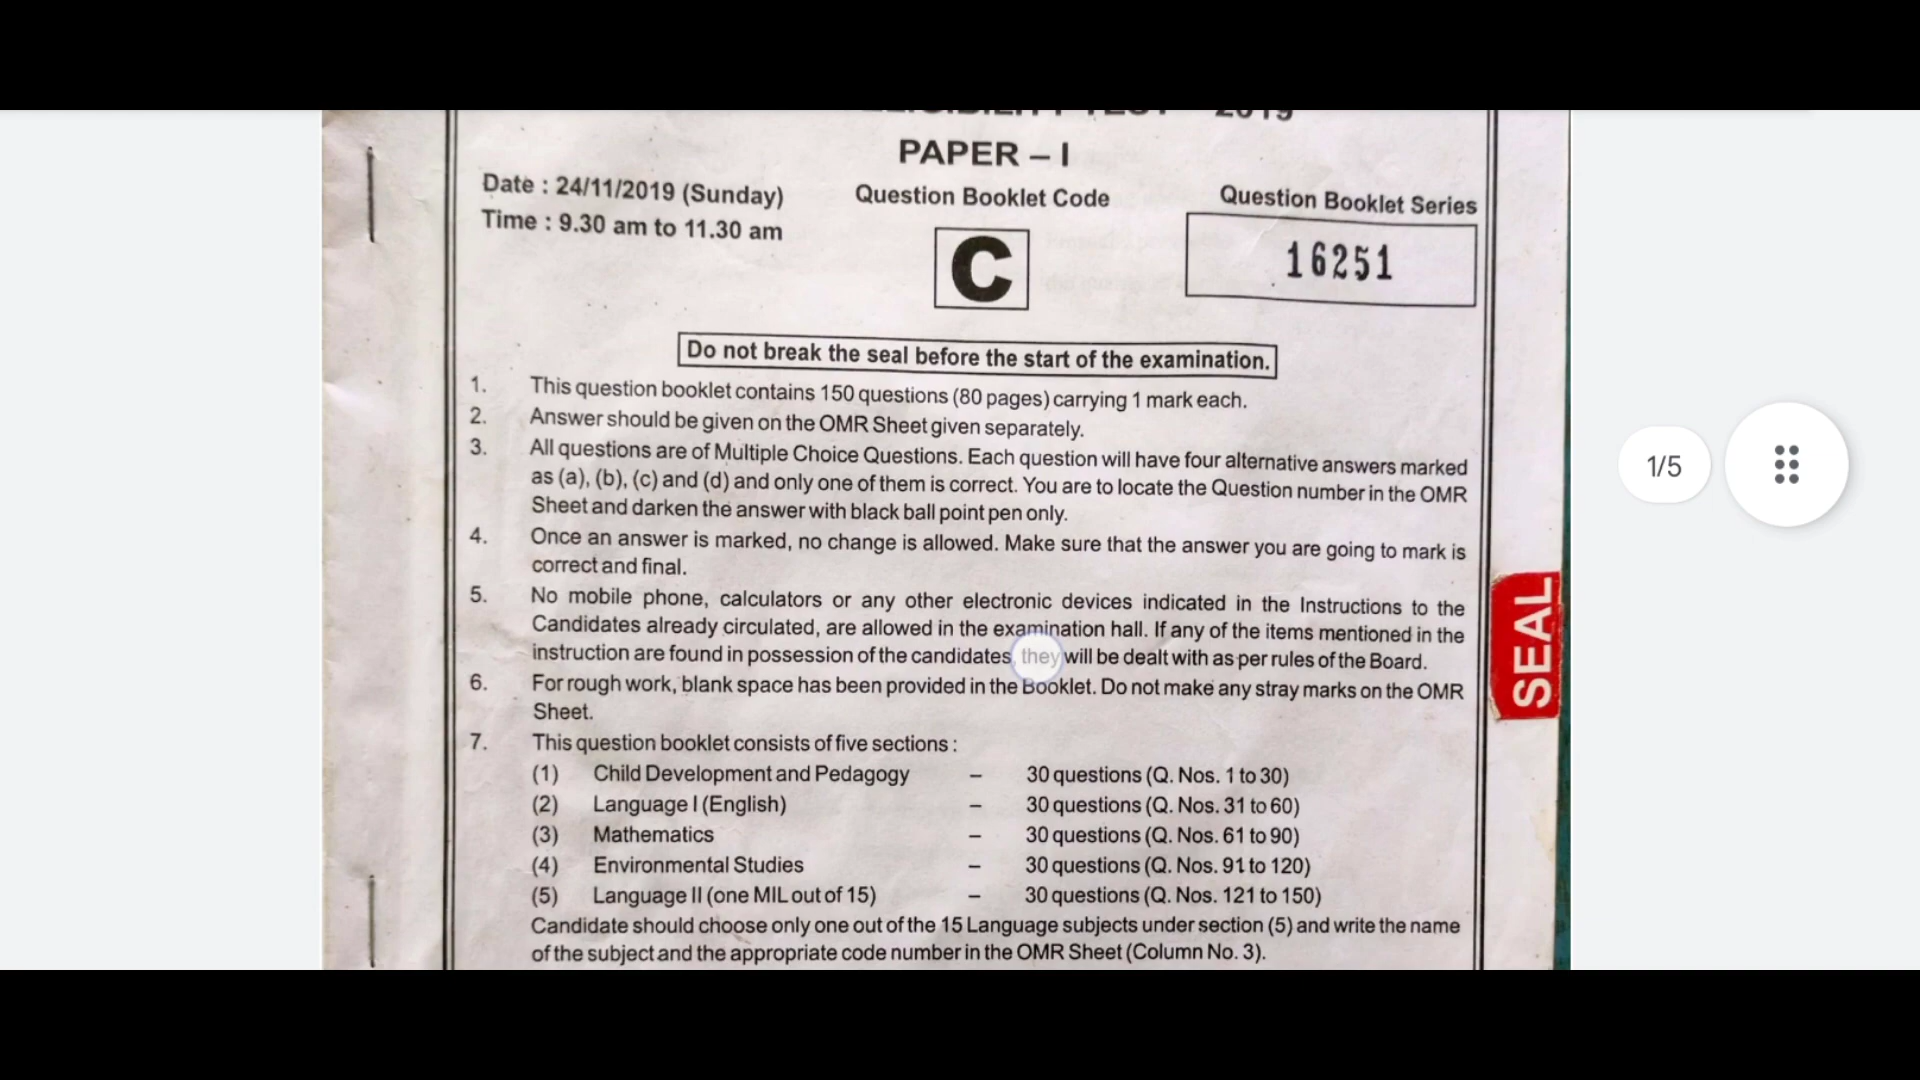 ELIGIBILITY TEST - 2019
PAPER – I
Date : 24/11/2019 (Sunday)
Question Booklet Code
Question Booklet Series
Time : 9.30 am to 11.30 am
C
16251
Do not break the seal before the start of the examination.
1. This question booklet contains 150 questions (80 pages) carrying 1 mark each.
2. Answer should be given on the OMR Sheet given separately.
3. All questions are of Multiple Choice Questions. Each question will have four alternative answers marked
as (a), (b), (c) and (d) and only one of them is correct. You are to locate the Question number in the OMR
Sheet and darken the answer with black ball point pen only.
4. Once an answer is marked, no change is allowed. Make sure that the answer you are going to mark is
correct and final.
5. No mobile phone, calculators or any other electronic devices indicated in the Instructions to the
Candidates already circulated, are allowed in the examination hall. If any of the items mentioned in the
instruction are found in possession of the candidates, they will be dealt with as per rules of the Board.
6. For rough work, blank space has been provided in the Booklet. Do not make any stray marks on the OMR
Sheet.
7. This question booklet consists of five sections :
(1) Child Development and Pedagogy – 30 questions (Q. Nos. 1 to 30)
(2) Language I (English) – 30 questions (Q. Nos. 31 to 60)
(3) Mathematics – 30 questions (Q. Nos. 61 to 90)
(4) Environmental Studies – 30 questions (Q. Nos. 91 to 120)
(5) Language II (one MIL out of 15) – 30 questions (Q. Nos. 121 to 150)
Candidate should choose only one out of the 15 Language subjects under section (5) and write the name
of the subject and the appropriate code number in the OMR Sheet (Column No. 3).
SEAL
1/5